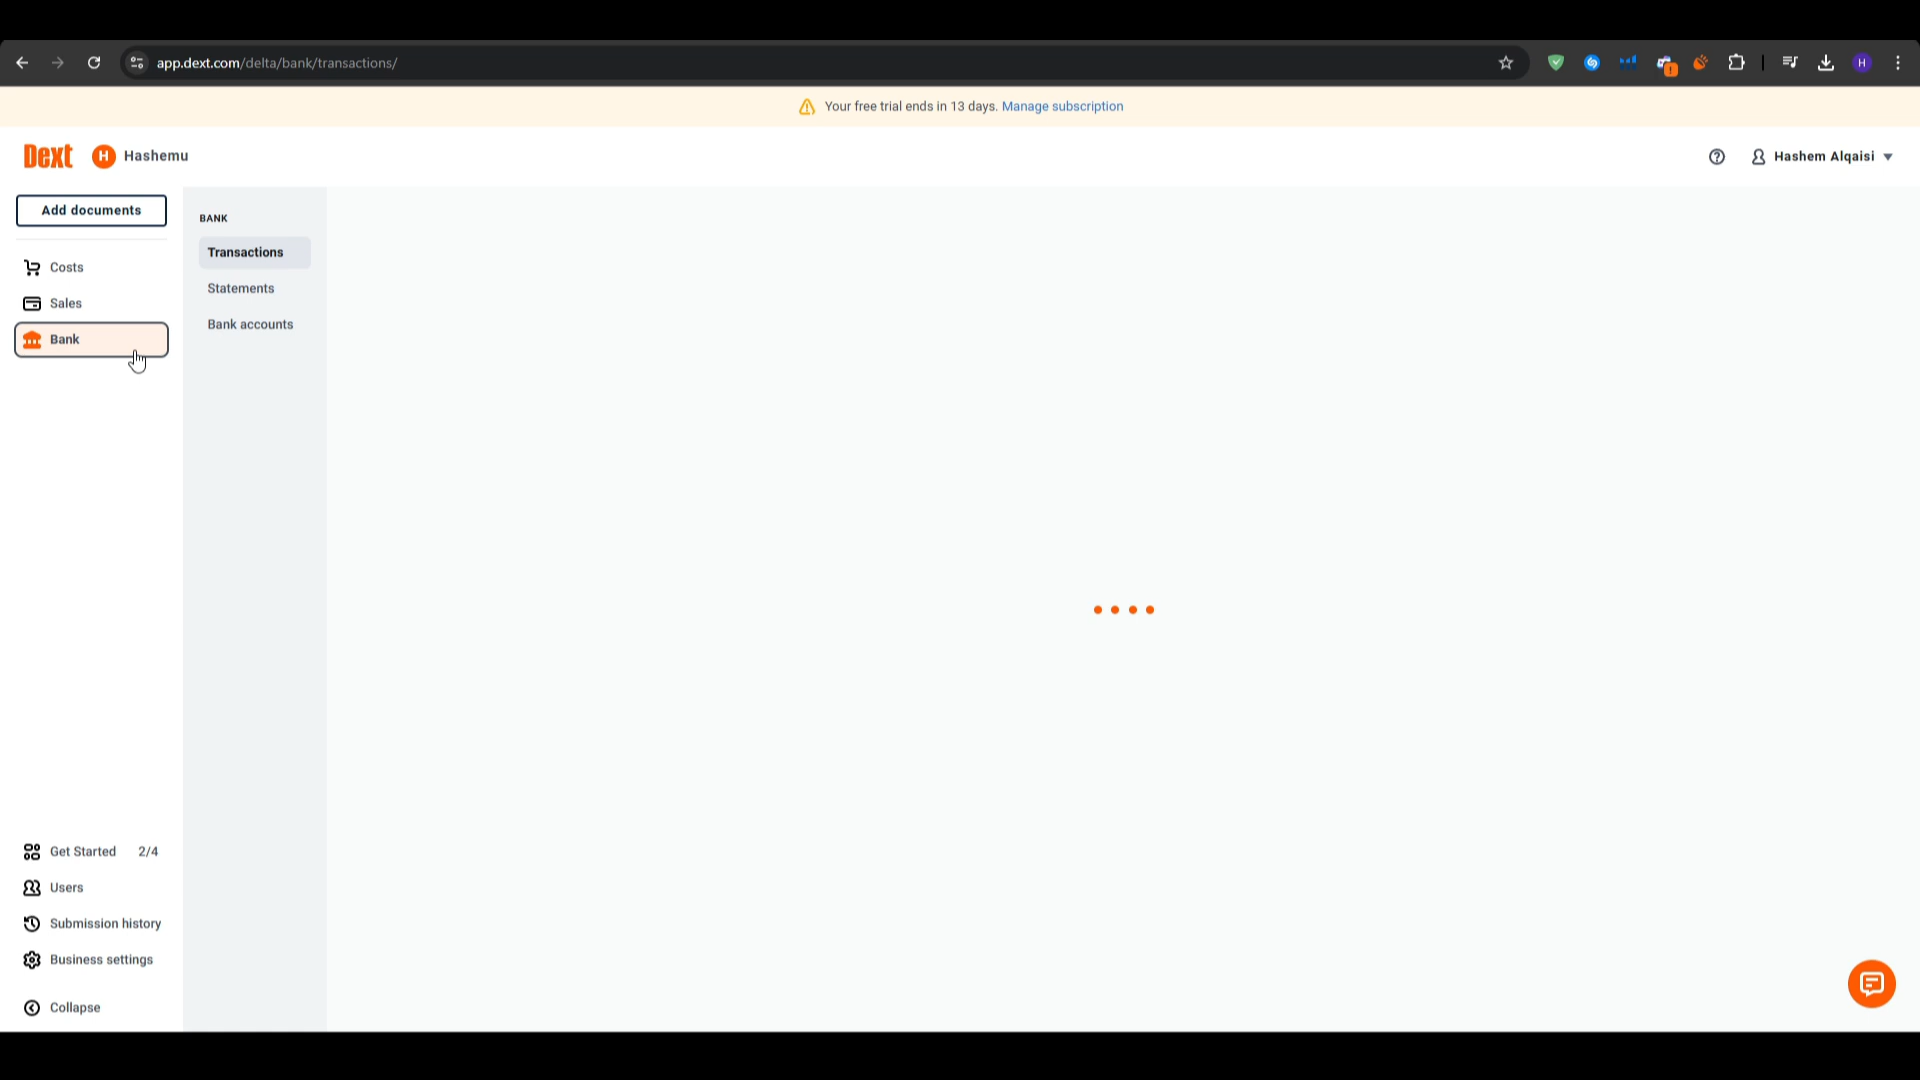 app.dext.com/delta/bank/transactions/
H
Your free trial ends in 13 days. Manage subscription
Dext
H
Hashemu
Hashem Alqaisi
Add documents
Costs
Sales
Bank
BANK
Transactions
Statements
Bank accounts
Get Started 2/4
Users
Submission history
Business settings
Collapse